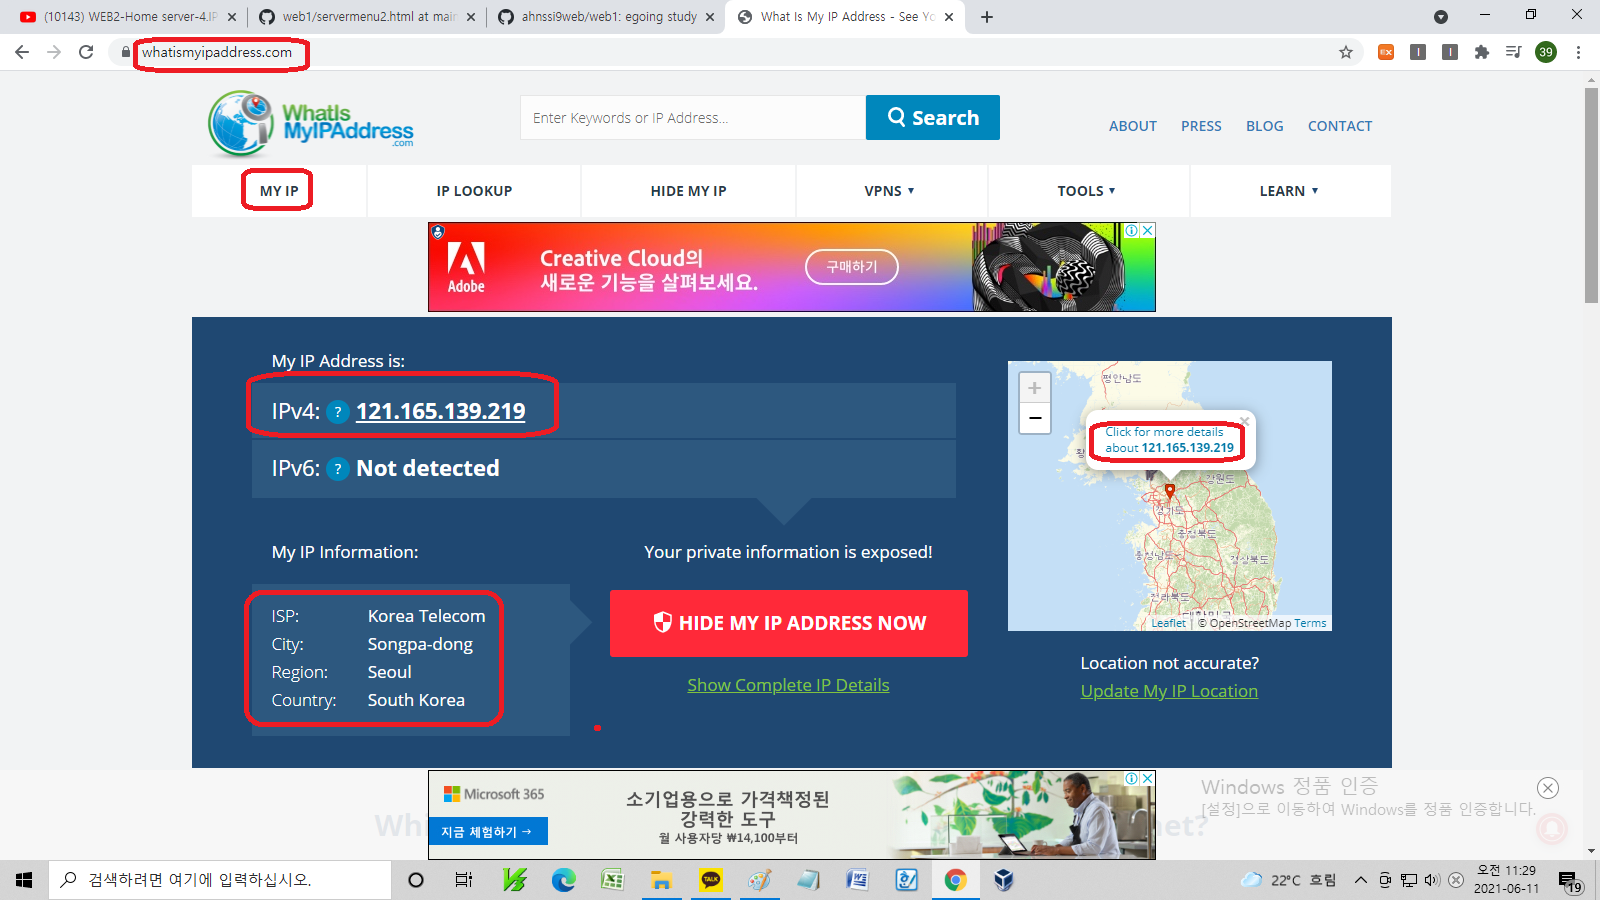 (10143) WEB2-Home server-4.IP
web1/servermenu2.html at main
ahnssi9web/web1: egoing study
What Is My IP Address - See Yo
whatismyipaddress.com
EX
39
WhatIs
MyIPAddress
.com
Enter Keywords or IP Address...
Search
ABOUT PRESS BLOG CONTACT
MY IP IP LOOKUP HIDE MY IP VPNS ▼ TOOLS ▼ LEARN ▼
Adobe
Creative Cloud의
새로운 기능을 살펴보세요.
구매하기
My IP Address is:
IPv4: ? 121.165.139.219
IPv6: ? Not detected
My IP Information:
ISP: Korea Telecom
City: Songpa-dong
Region: Seoul
Country: South Korea
Your private information is exposed!
HIDE MY IP ADDRESS NOW
Show Complete IP Details
+
−
平安南道
Click for more details
about 121.165.139.219
강원도
경기도
충청북도
충청남도
경상북도
전라북도
Leaflet | © OpenStreetMap Terms
Location not accurate?
Update My IP Location
Microsoft 365
지금 체험하기 →
소기업용으로 가격책정된
강력한 도구
월 사용자당 ₩14,100부터
Windows 정품 인증
[설정]으로 이동하여 Windows를 정품 인증합니다.
검색하려면 여기에 입력하십시오.
TALK
22°C 흐림
오전 11:29
2021-06-11
19